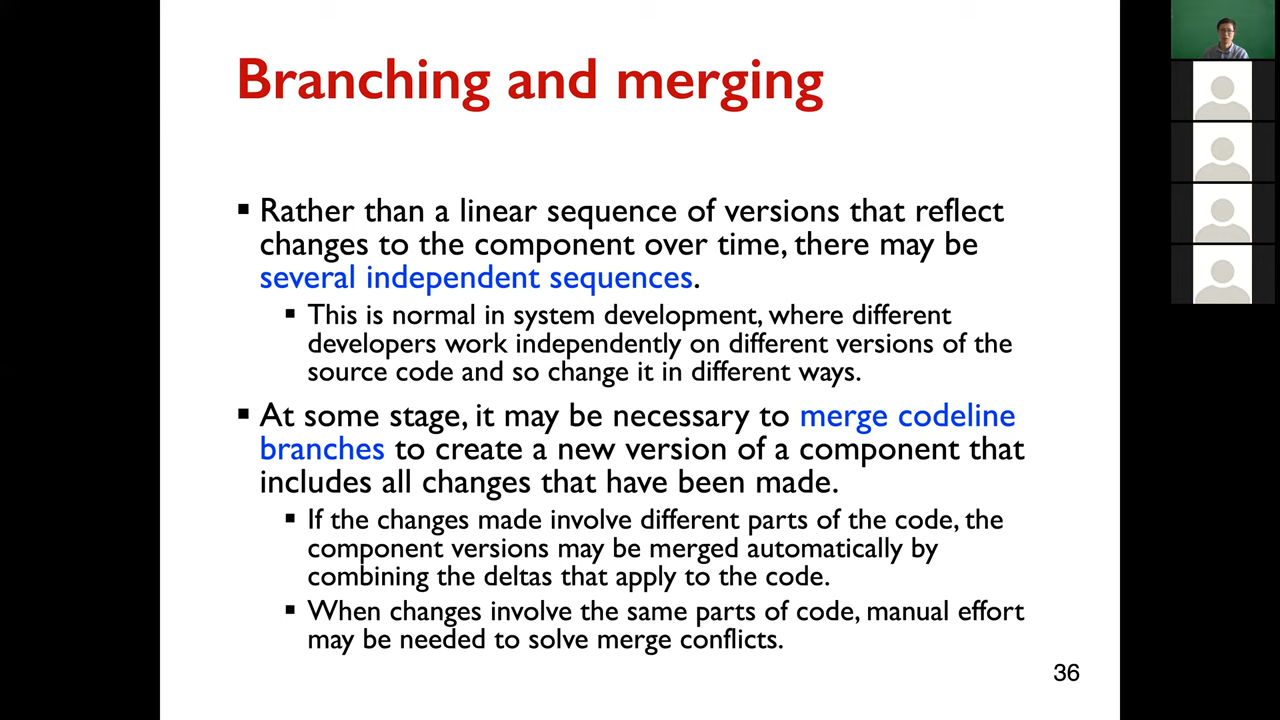 Branching and merging
▪ Rather than a linear sequence of versions that reflect
changes to the component over time, there may be
several independent sequences.
▪ This is normal in system development, where different
developers work independently on different versions of the
source code and so change it in different ways.
▪ At some stage, it may be necessary to merge codeline
branches to create a new version of a component that
includes all changes that have been made.
▪ If the changes made involve different parts of the code, the
component versions may be merged automatically by
combining the deltas that apply to the code.
▪ When changes involve the same parts of code, manual effort
may be needed to solve merge conflicts.
36